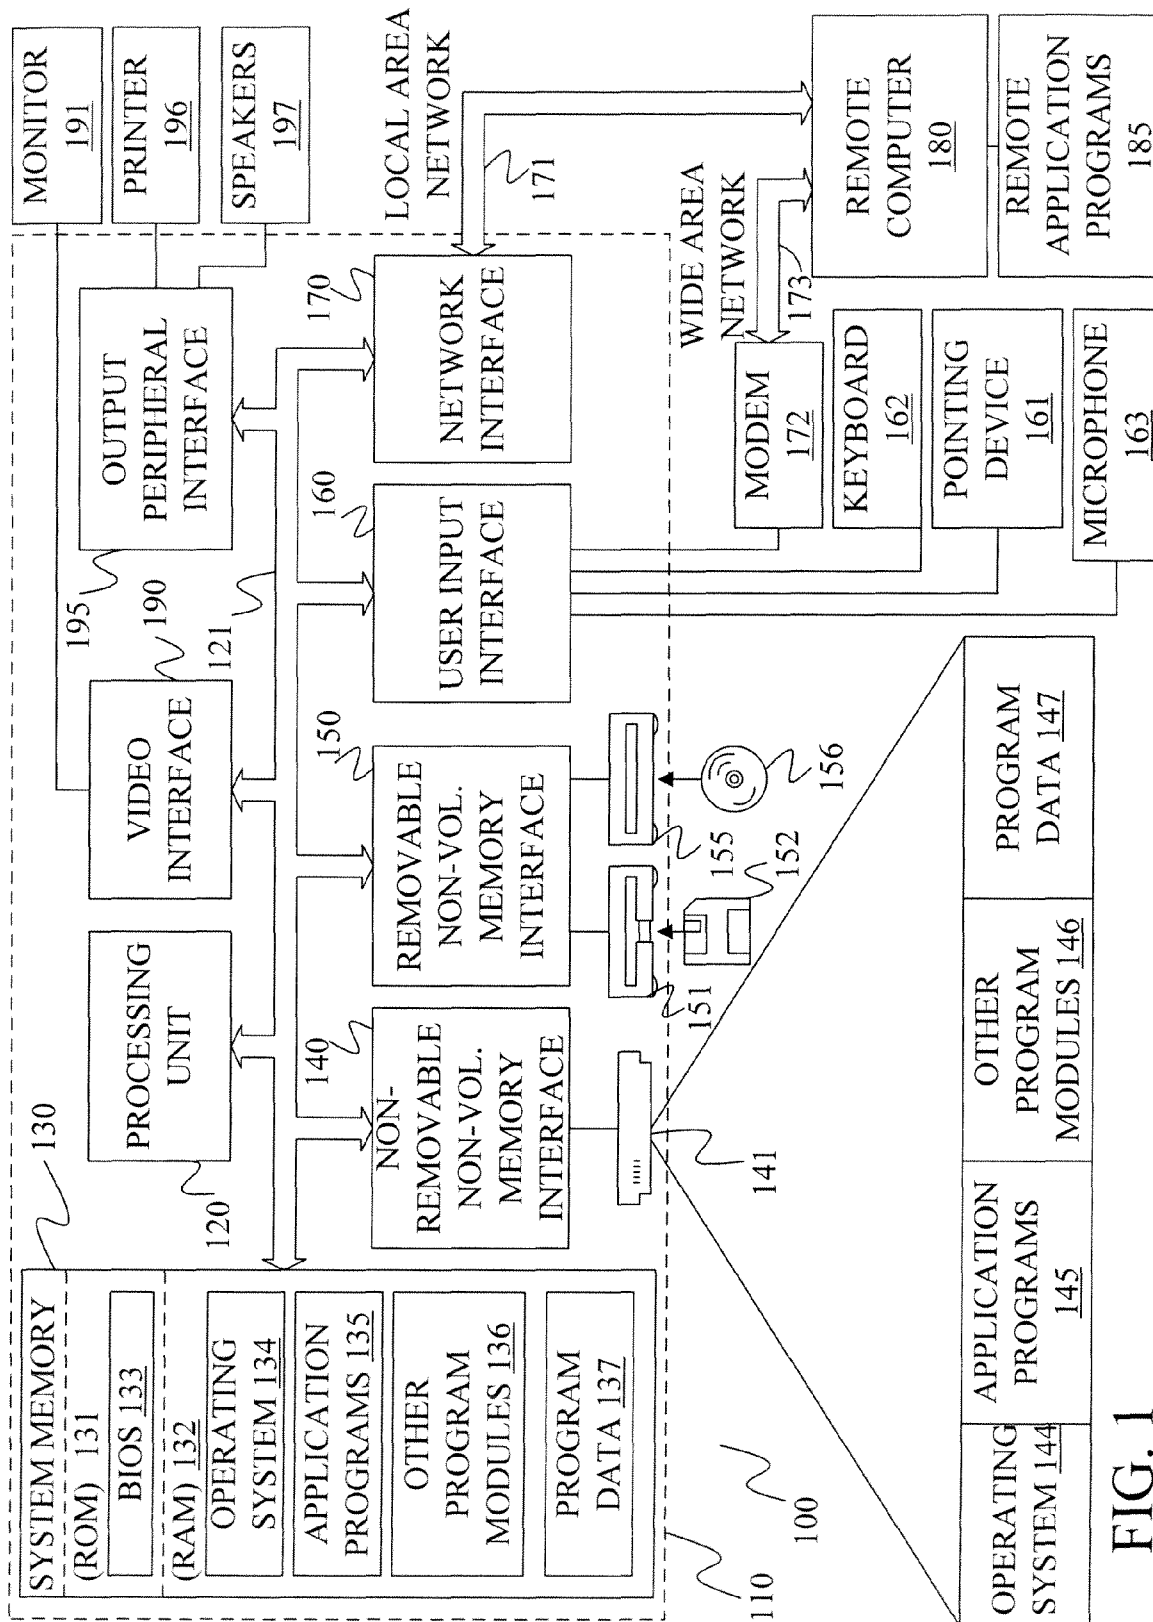 SYSTEM MEMORY
(ROM) 131
BIOS 133
(RAM) 132
OPERATING
SYSTEM 134
APPLICATION
PROGRAMS 135
OTHER
PROGRAM
MODULES 136
PROGRAM
DATA 137
130
PROCESSING
UNIT
120
VIDEO
INTERFACE
190
121
195
OUTPUT
PERIPHERAL
INTERFACE
MONITOR
191
PRINTER
196
SPEAKERS
197
140
NON-
REMOVABLE
NON-VOL.
MEMORY
INTERFACE
150
REMOVABLE
NON-VOL.
MEMORY
INTERFACE
160
USER INPUT
INTERFACE
170
NETWORK
INTERFACE
LOCAL AREA
NETWORK
171
110
100
141
151
152
155
156
WIDE AREA
NETWORK
173
MODEM
172
KEYBOARD
162
POINTING
DEVICE
161
MICROPHONE
163
REMOTE
COMPUTER
180
REMOTE
APPLICATION
PROGRAMS
185
OPERATING
SYSTEM 144
APPLICATION
PROGRAMS
145
OTHER
PROGRAM
MODULES 146
PROGRAM
DATA 147
FIG. 1